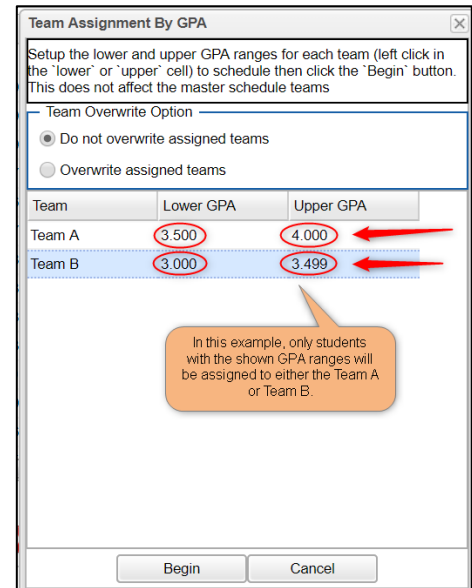 Team Assignment By GPA
Setup the lower and upper GPA ranges for each team (left click in
the `lower` or `upper` cell) to schedule then click the `Begin` button.
This does not affect the master schedule teams
Team Overwrite Option
Do not overwrite assigned teams
Overwrite assigned teams
Team Lower GPA Upper GPA
Team A 3.500 4.000
Team B 3.000 3.499
In this example, only students
with the shown GPA ranges will
be assigned to either the Team A
or Team B.
Begin Cancel